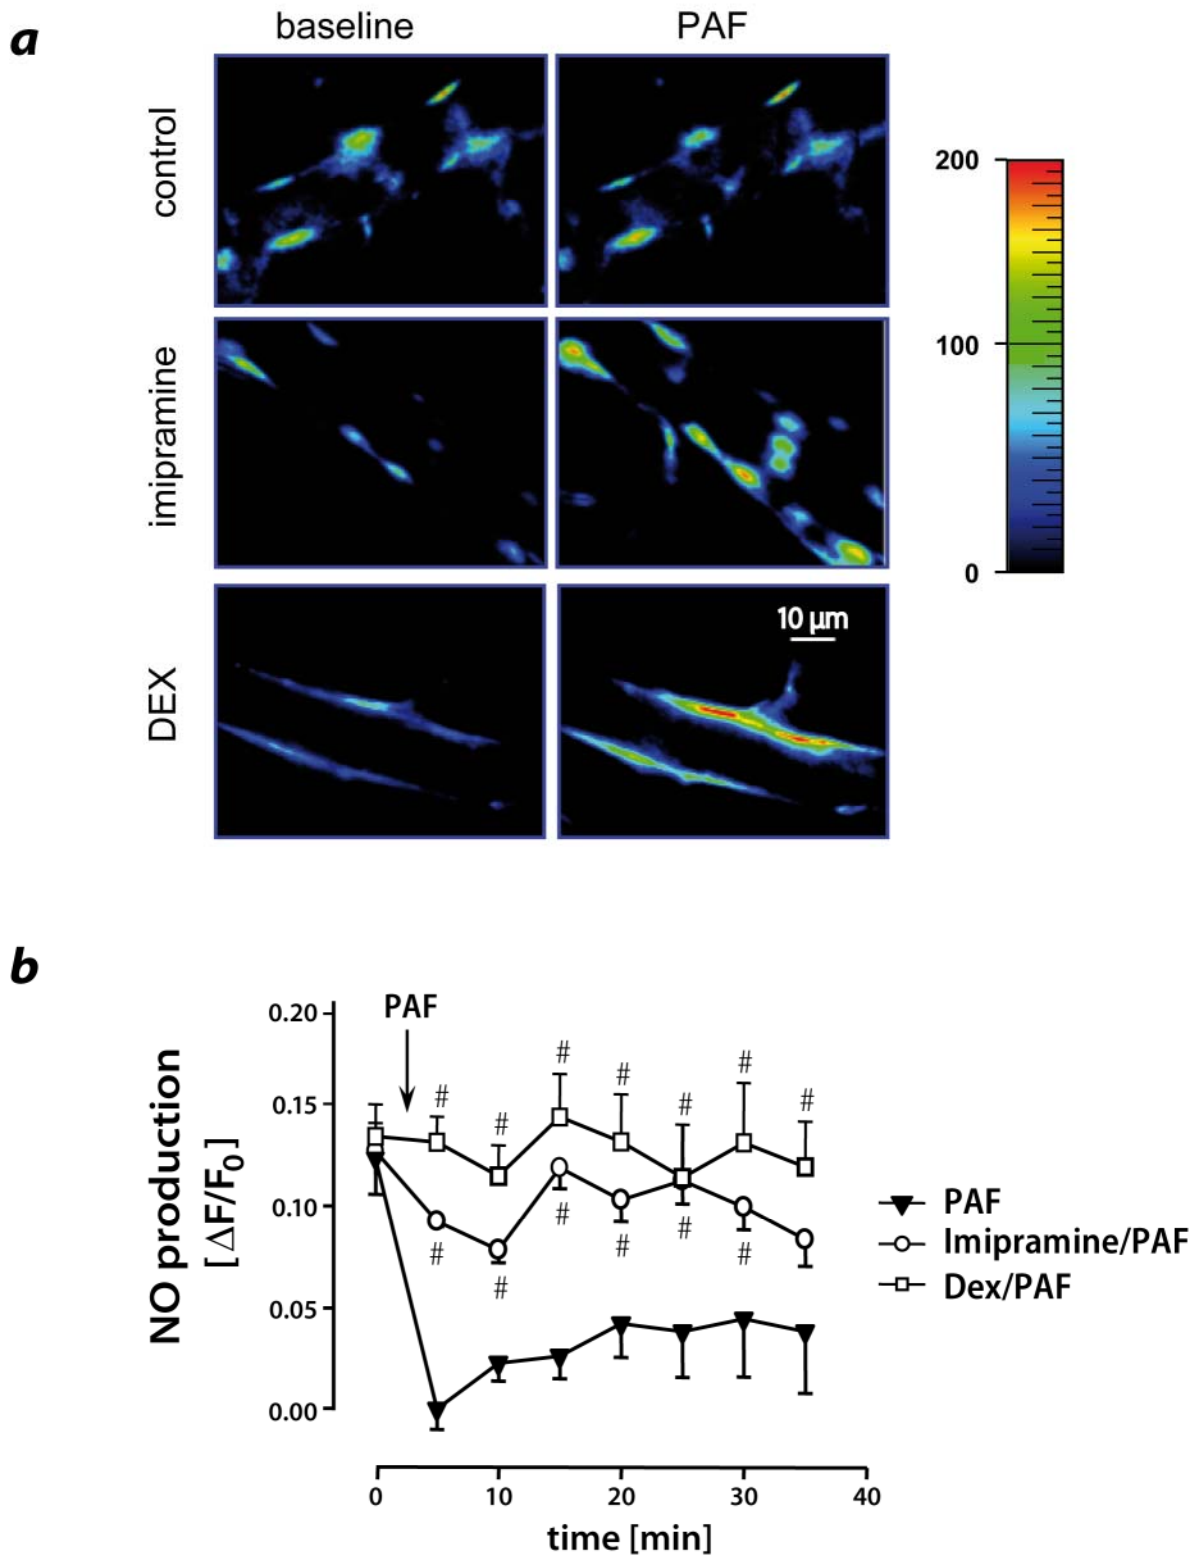 a
baseline
PAF
control
imipramine
DEX
10 µm
200
100
0
b
PAF
NO production
[ΔF/F0]
0.20
0.15
0.10
0.05
0.00
# # # # # # #
# # # # # #
PAF
Imipramine/PAF
Dex/PAF
0 10 20 30 40
time [min]